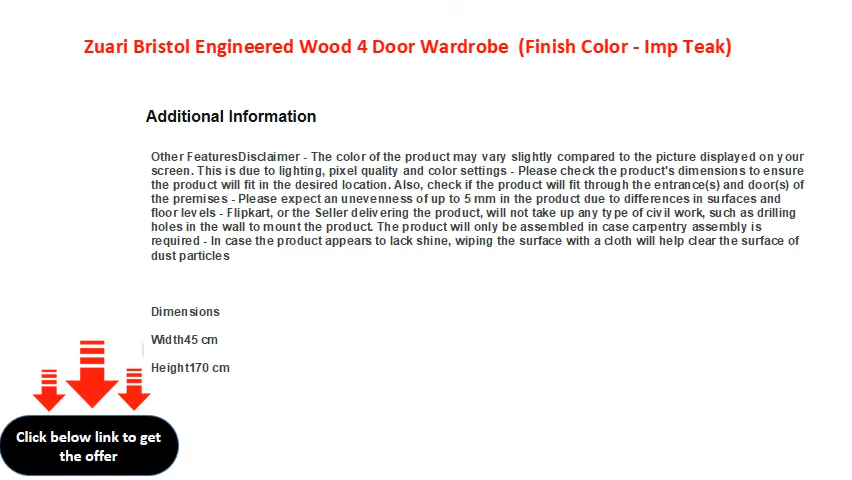 Zuari Bristol Engineered Wood 4 Door Wardrobe (Finish Color - Imp Teak)
Additional Information
Other FeaturesDisclaimer - The color of the product may vary slightly compared to the picture displayed on your
screen. This is due to lighting, pixel quality and color settings - Please check the product's dimensions to ensure
the product will fit in the desired location. Also, check if the product will fit through the entrance(s) and door(s) of
the premises - Please expect an unevenness of up to 5 mm in the product due to differences in surfaces and
floor levels - Flipkart, or the Seller delivering the product, will not take up any type of civil work, such as drilling
holes in the wall to mount the product. The product will only be assembled in case carpentry assembly is
required - In case the product appears to lack shine, wiping the surface with a cloth will help clear the surface of
dust particles
Dimensions
Width45 cm
Height170 cm
Click below link to get
the offer